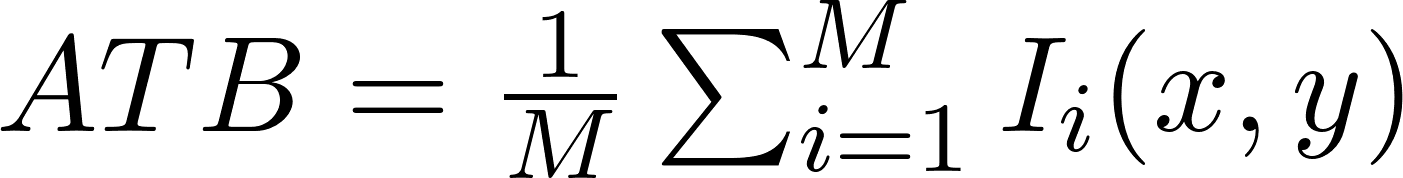 ATB = \frac{1}{M} \sum_{i=1}^{M} I_i(x, y)